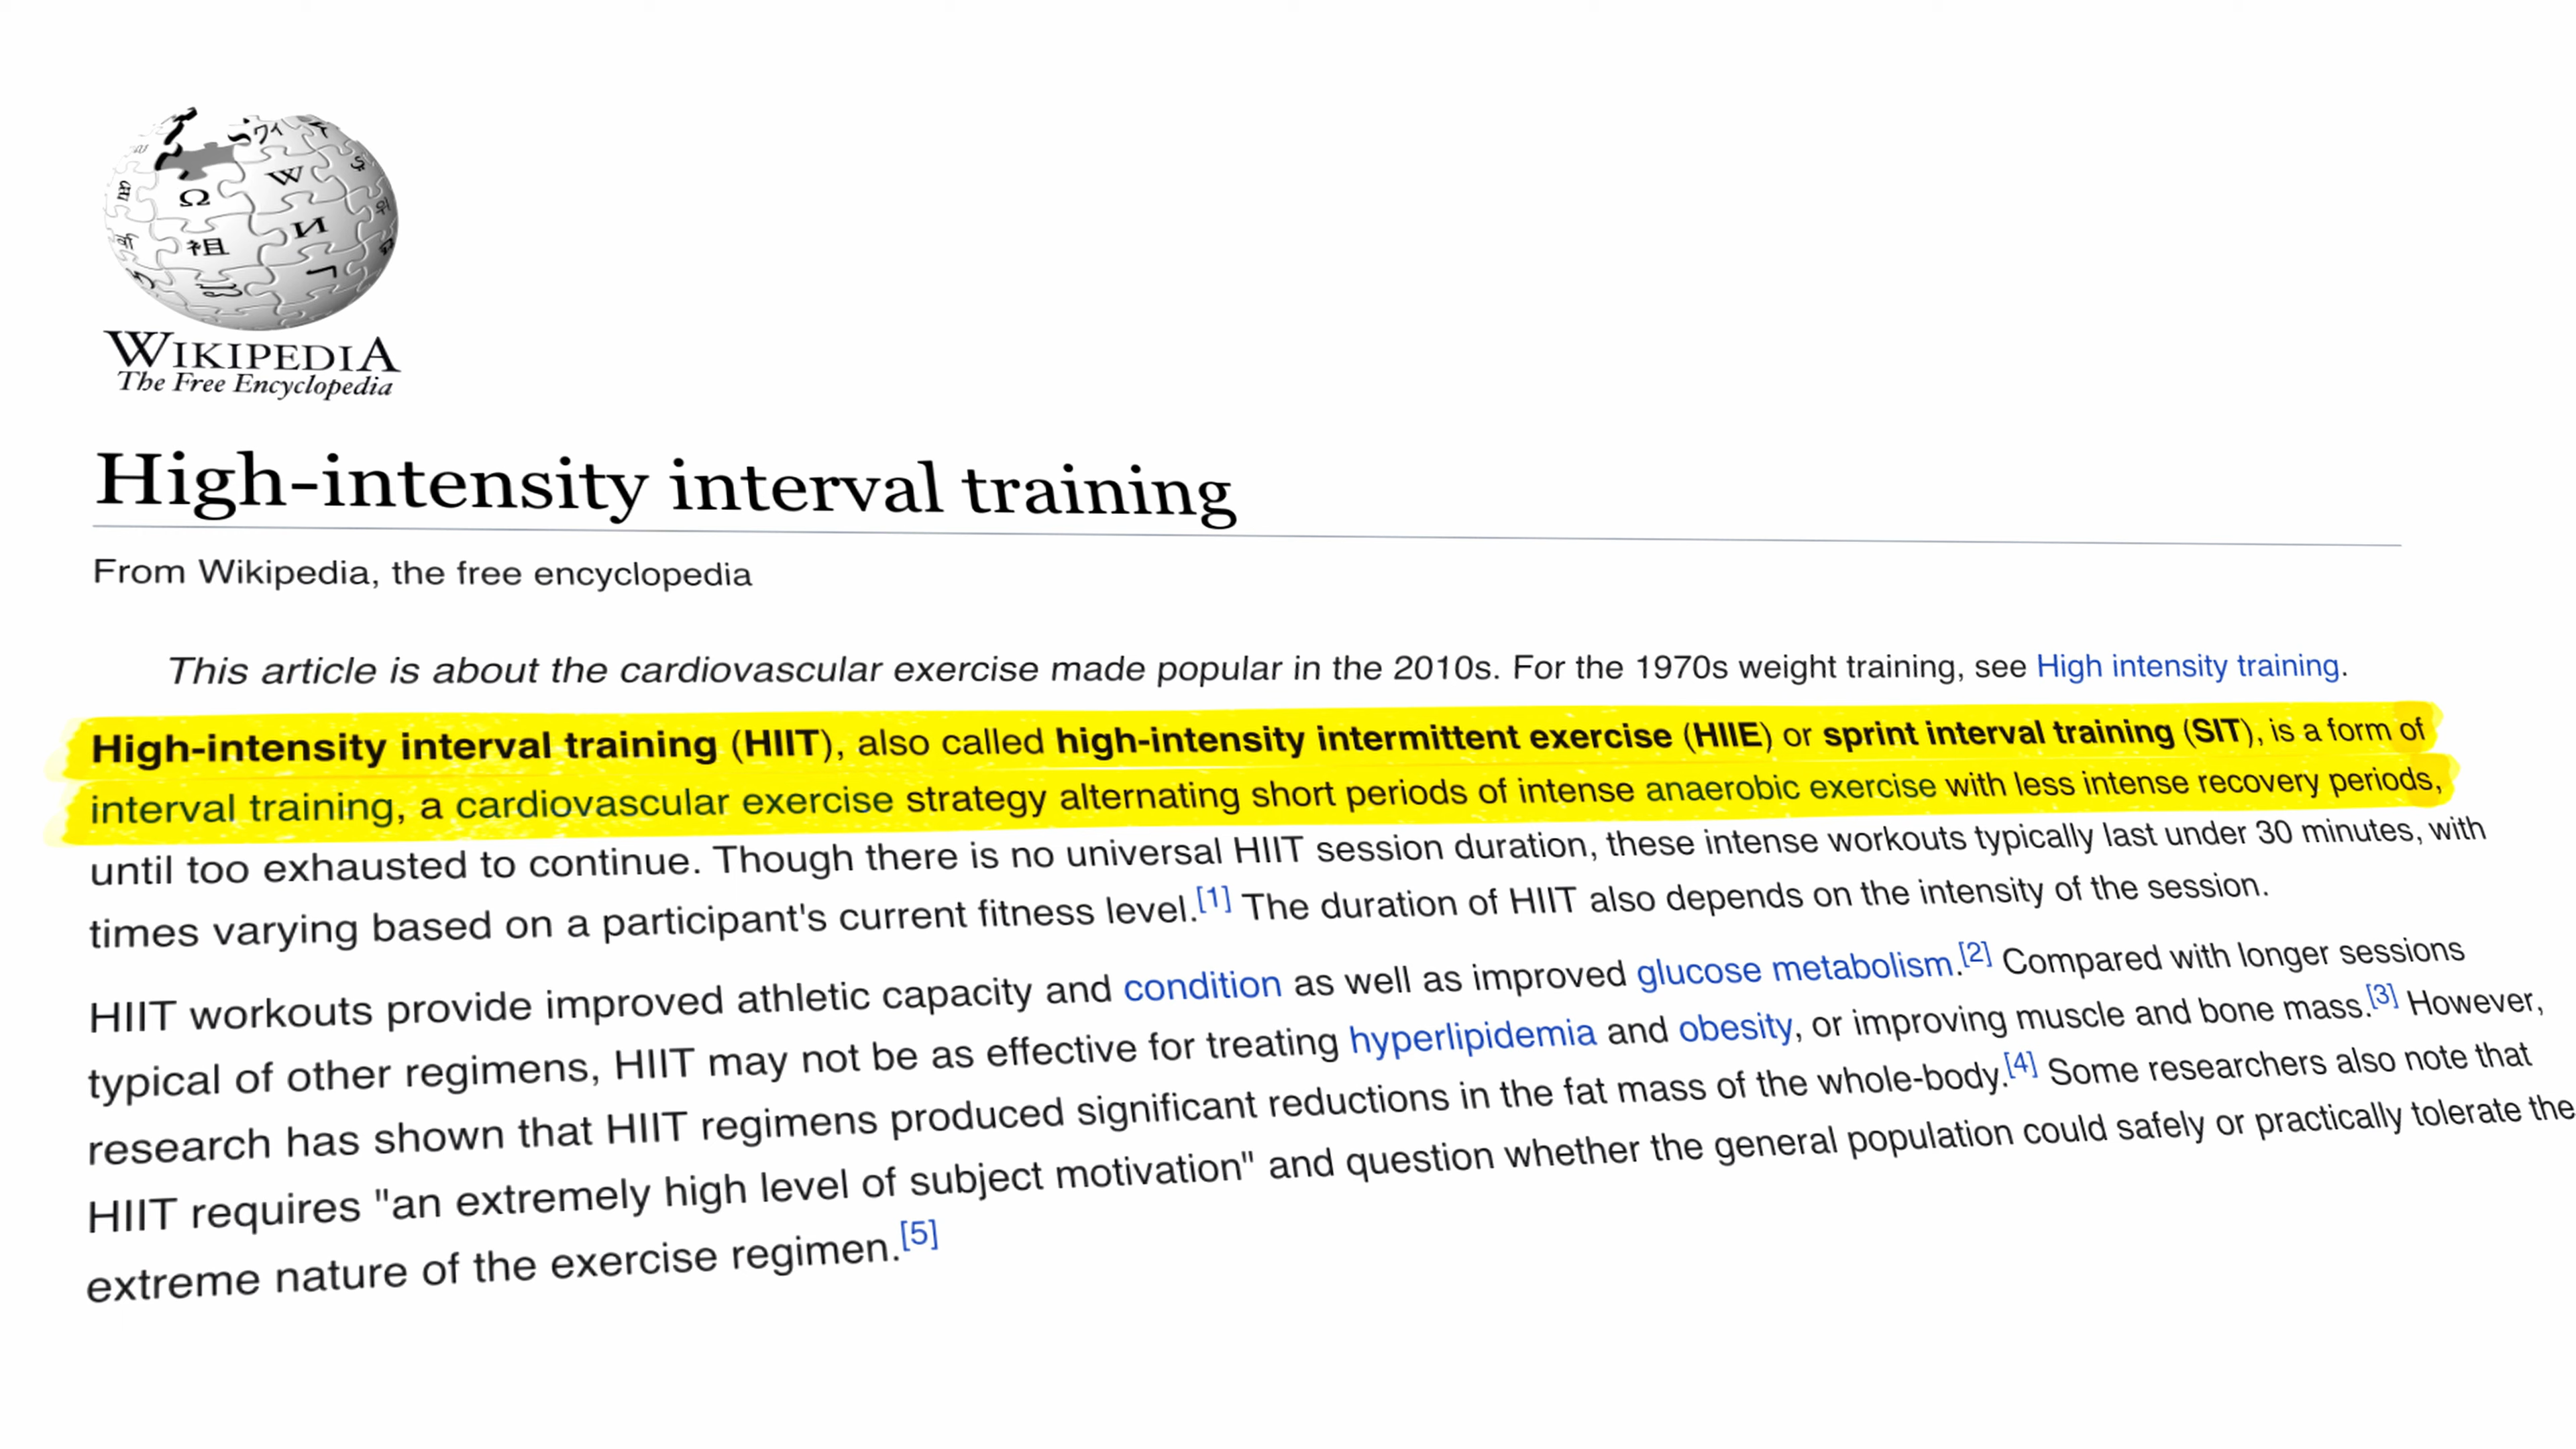 Ω W И 祖 ワィ
WIKIPEDIA
The Free Encyclopedia
High-intensity interval training
From Wikipedia, the free encyclopedia
This article is about the cardiovascular exercise made popular in the 2010s. For the 1970s weight training, see High intensity training.
High-intensity interval training (HIIT), also called high-intensity intermittent exercise (HIIE) or sprint interval training (SIT), is a form of
interval training, a cardiovascular exercise strategy alternating short periods of intense anaerobic exercise with less intense recovery periods,
until too exhausted to continue. Though there is no universal HIIT session duration, these intense workouts typically last under 30 minutes, with
times varying based on a participant's current fitness level.[1] The duration of HIIT also depends on the intensity of the session.
HIIT workouts provide improved athletic capacity and condition as well as improved glucose metabolism.[2] Compared with longer sessions
typical of other regimens, HIIT may not be as effective for treating hyperlipidemia and obesity, or improving muscle and bone mass.[3] However,
research has shown that HIIT regimens produced significant reductions in the fat mass of the whole-body.[4] Some researchers also note that
HIIT requires "an extremely high level of subject motivation" and question whether the general population could safely or practically tolerate the
extreme nature of the exercise regimen.[5]